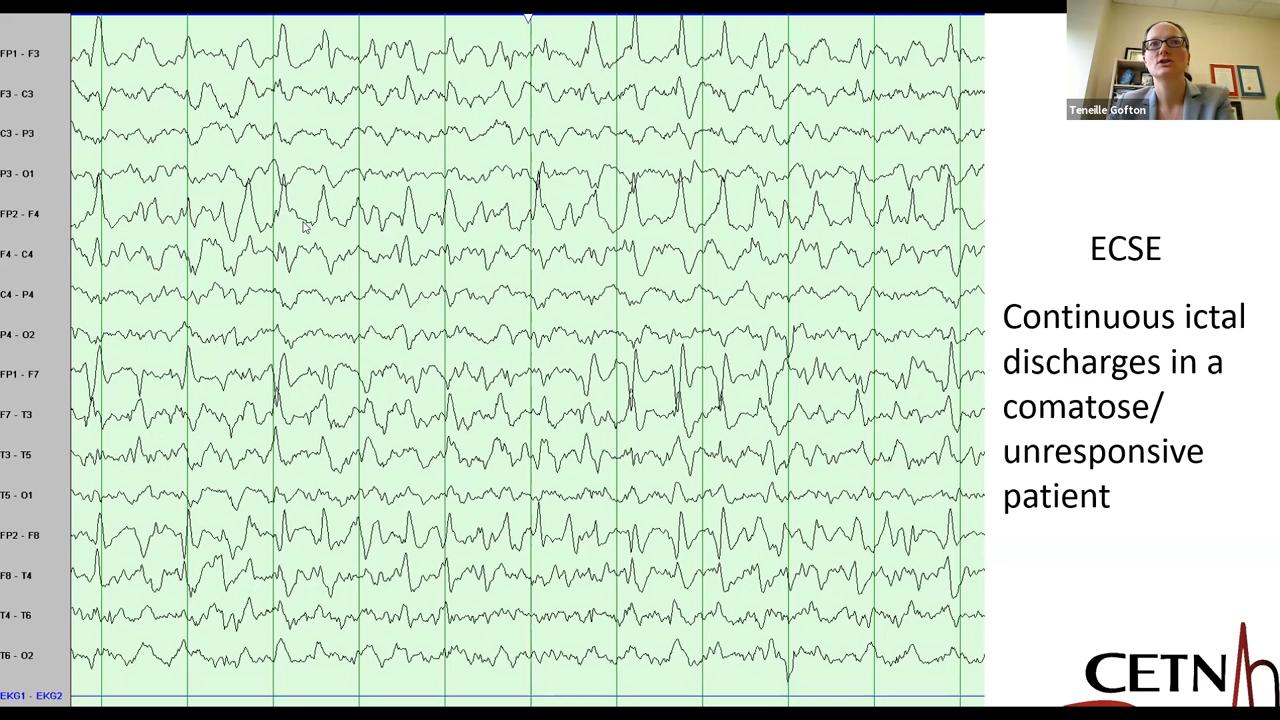 FP1 - F3
F3 - C3
C3 - P3
P3 - O1
FP2 - F4
F4 - C4
C4 - P4
P4 - O2
FP1 - F7
F7 - T3
T3 - T5
T5 - O1
FP2 - F8
F8 - T4
T4 - T6
T6 - O2
EKG1 - EKG2
Teneille Gofton
ECSE
Continuous ictal
discharges in a
comatose/
unresponsive
patient
CETN